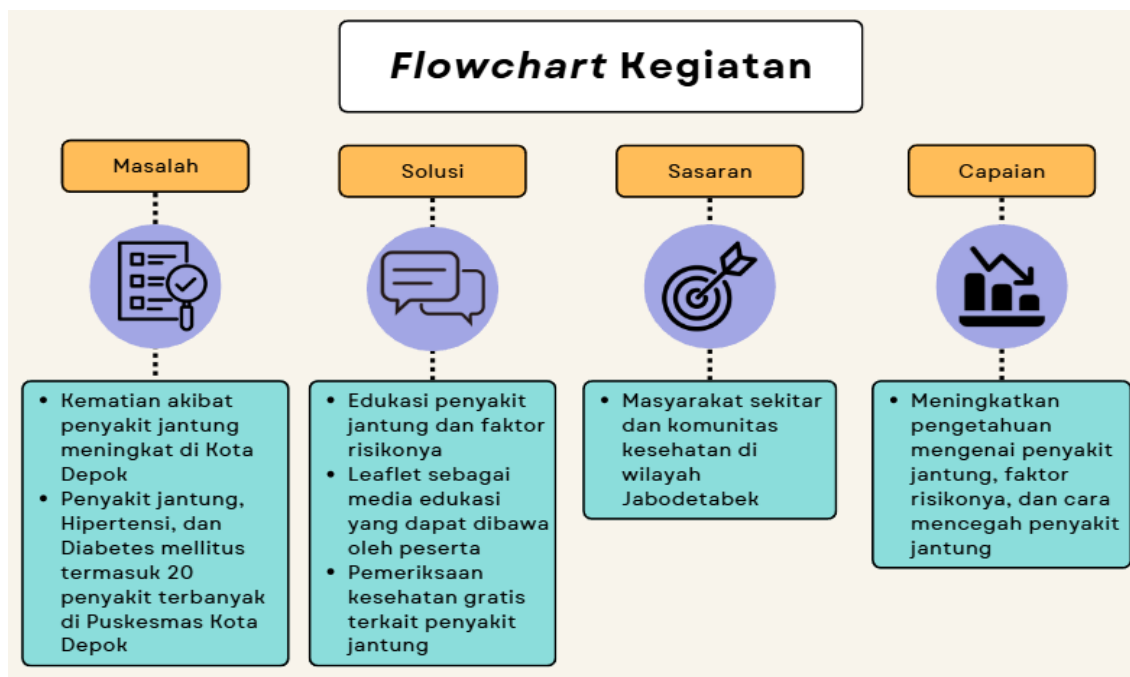 Flowchart Kegiatan
Masalah
Kematian akibat
penyakit jantung
meningkat di Kota
Depok
Penyakit jantung,
Hipertensi, dan
Diabetes mellitus
termasuk 20
penyakit terbanyak
di Puskesmas Kota
Depok
Solusi
Edukasi penyakit
jantung dan faktor
risikonya
Leaflet sebagai
media edukasi
yang dapat dibawa
oleh peserta
Pemeriksaan
kesehatan gratis
terkait penyakit
jantung
Sasaran
Masyarakat sekitar
dan komunitas
kesehatan di
wilayah
Jabodetabek
Capaian
Meningkatkan
pengetahuan
mengenai penyakit
jantung, faktor
risikonya, dan cara
mencegah penyakit
jantung